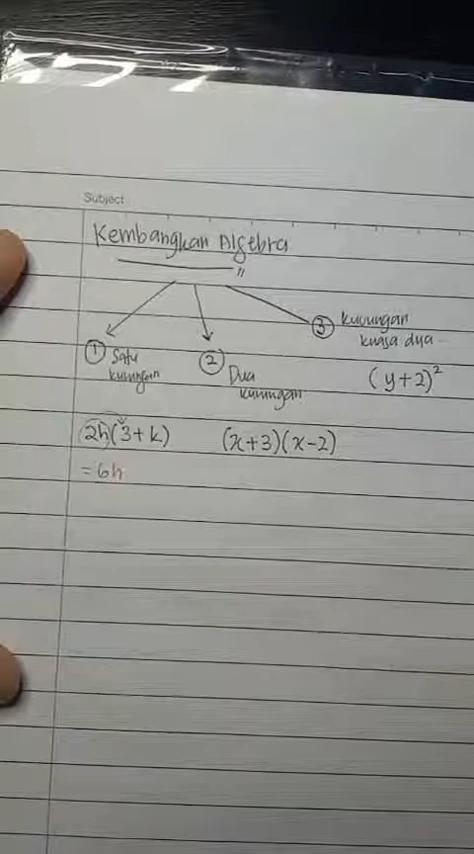 Subject
Kembangkan Algebra
① Satu
kurungan
② Dua
kurungan
③ Kurungan
kuasa dua
(y+2)²
2h(3+k)
(x+3)(x-2)
= 6h